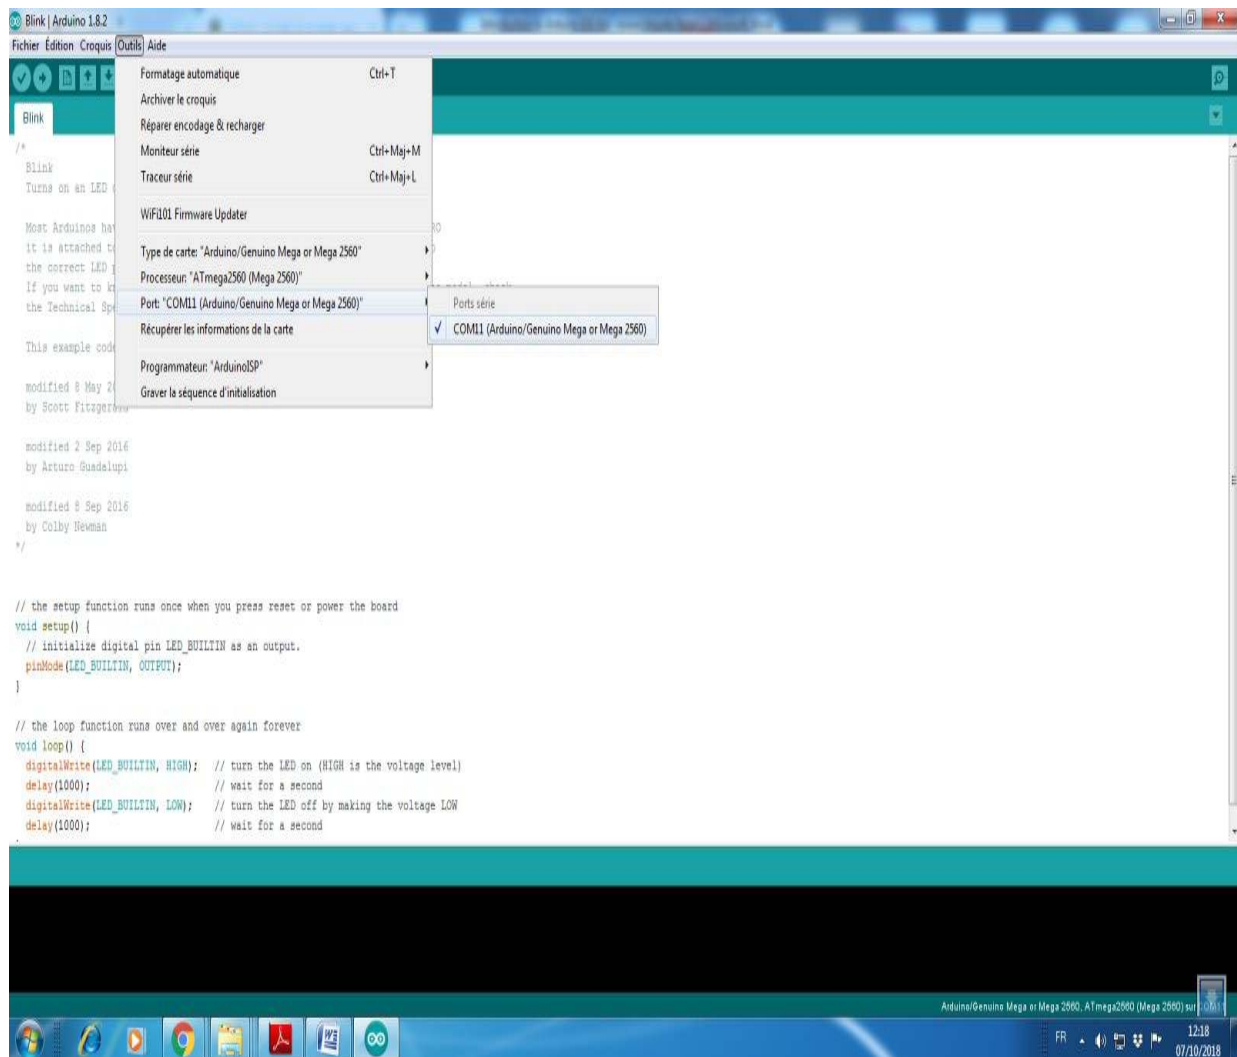 Blink | Arduino 1.8.2
Fichier Édition Croquis Outils Aide
Formatage automatique Ctrl+T
Archiver le croquis
Réparer encodage & recharger
Moniteur série Ctrl+Maj+M
Traceur série Ctrl+Maj+L
WiFi101 Firmware Updater
Type de carte: "Arduino/Genuino Mega or Mega 2560"
Processeur: "ATmega2560 (Mega 2560)"
Port: "COM11 (Arduino/Genuino Mega or Mega 2560)"
Récupérer les informations de la carte
Programmateur: "ArduinoISP"
Graver la séquence d'initialisation
Ports série
COM11 (Arduino/Genuino Mega or Mega 2560)
Blink
/*
Blink
Turns on an LED
Most Arduinos
it is attached
the correct LED
If you want to
the Technical
This example code
modified 8 May
by Scott Fitzgerald
modified 2 Sep 2016
by Arturo Guadalupi
modified 8 Sep 2016
by Colby Newman
*/
// the setup function runs once when you press reset or power the board
void setup() {
// initialize digital pin LED_BUILTIN as an output.
pinMode(LED_BUILTIN, OUTPUT);
}
// the loop function runs over and over again forever
void loop() {
digitalWrite(LED_BUILTIN, HIGH); // turn the LED on (HIGH is the voltage level)
delay(1000); // wait for a second
digitalWrite(LED_BUILTIN, LOW); // turn the LED off by making the voltage LOW
delay(1000); // wait for a second
Arduino/Genuino Mega or Mega 2560, ATmega2560 (Mega 2560) sur COM11
FR
12:18
07/10/2018